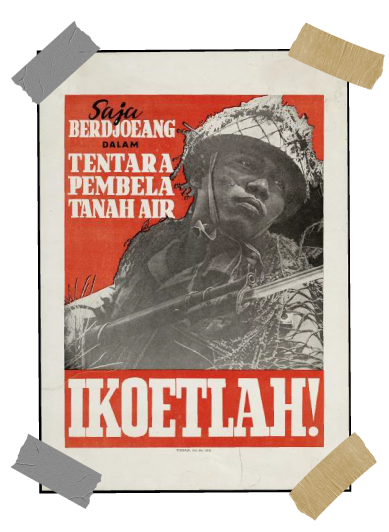 Saja
BERDJOEANG
DALAM
TENTARA
PEMBELA
TANAH AIR
IKOETLAH!